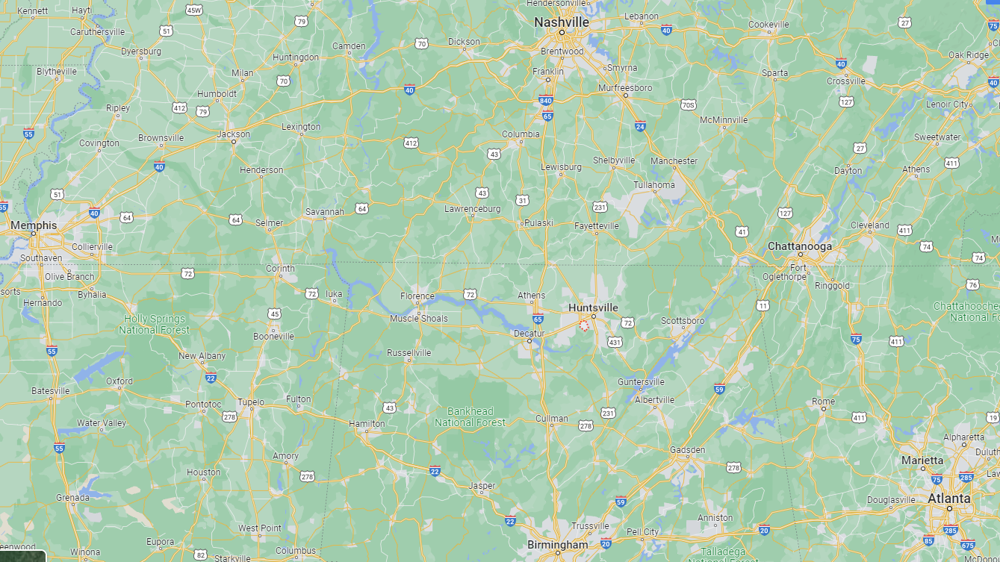 Hendersonville
Kennett
Hayti
45W
79
Nashville
Lebanon
27
75
51
40
Cookeville
Caruthersville
Camden
70
Dickson
Dyersburg
Huntingdon
Brentwood
Oak Ridge
Blytheville
Milan
70
Franklin
Smyrna
40
Sparta
Crossville
40
40
Murfreesboro
Humboldt
840
127
Ripley
412
79
65
70S
Lenoir City
55
Jackson
Lexington
24
McMinnville
Covington
Brownsville
412
Columbia
Sweetwater
43
27
40
Henderson
Lewisburg
Shelbyville
Manchester
411
Dayton
Athens
51
43
31
Tullahoma
55
40
64
64
Savannah
64
Lawrenceburg
231
127
Memphis
Selmer
Pulaski
Fayetteville
41
Cleveland
411
Collierville
Chattanooga
74
74
Southaven
72
Corinth
Fort
Oglethorpe
Olive Branch
Ringgold
76
Byhalia
72
Iuka
Florence
72
Athens
Hernando
45
Muscle Shoals
65
Huntsville
72
Scottsboro
11
Holly Springs
National Forest
Booneville
Decatur
431
75
411
55
New Albany
Russellville
22
Batesville
Oxford
Guntersville
59
Pontotoc
Tupelo
Fulton
43
Albertville
Rome
278
Bankhead
National Forest
231
411
19
Water Valley
Hamilton
Cullman
278
55
Alpharetta
Amory
Gadsden
Houston
278
22
278
Marietta
75
285
Jasper
Grenada
59
Douglasville
Atlanta
22
Anniston
West Point
Trussville
20
285
Eupora
Birmingham
20
Pell City
85
675
Winona
82
Starkville
Columbus
Talladega